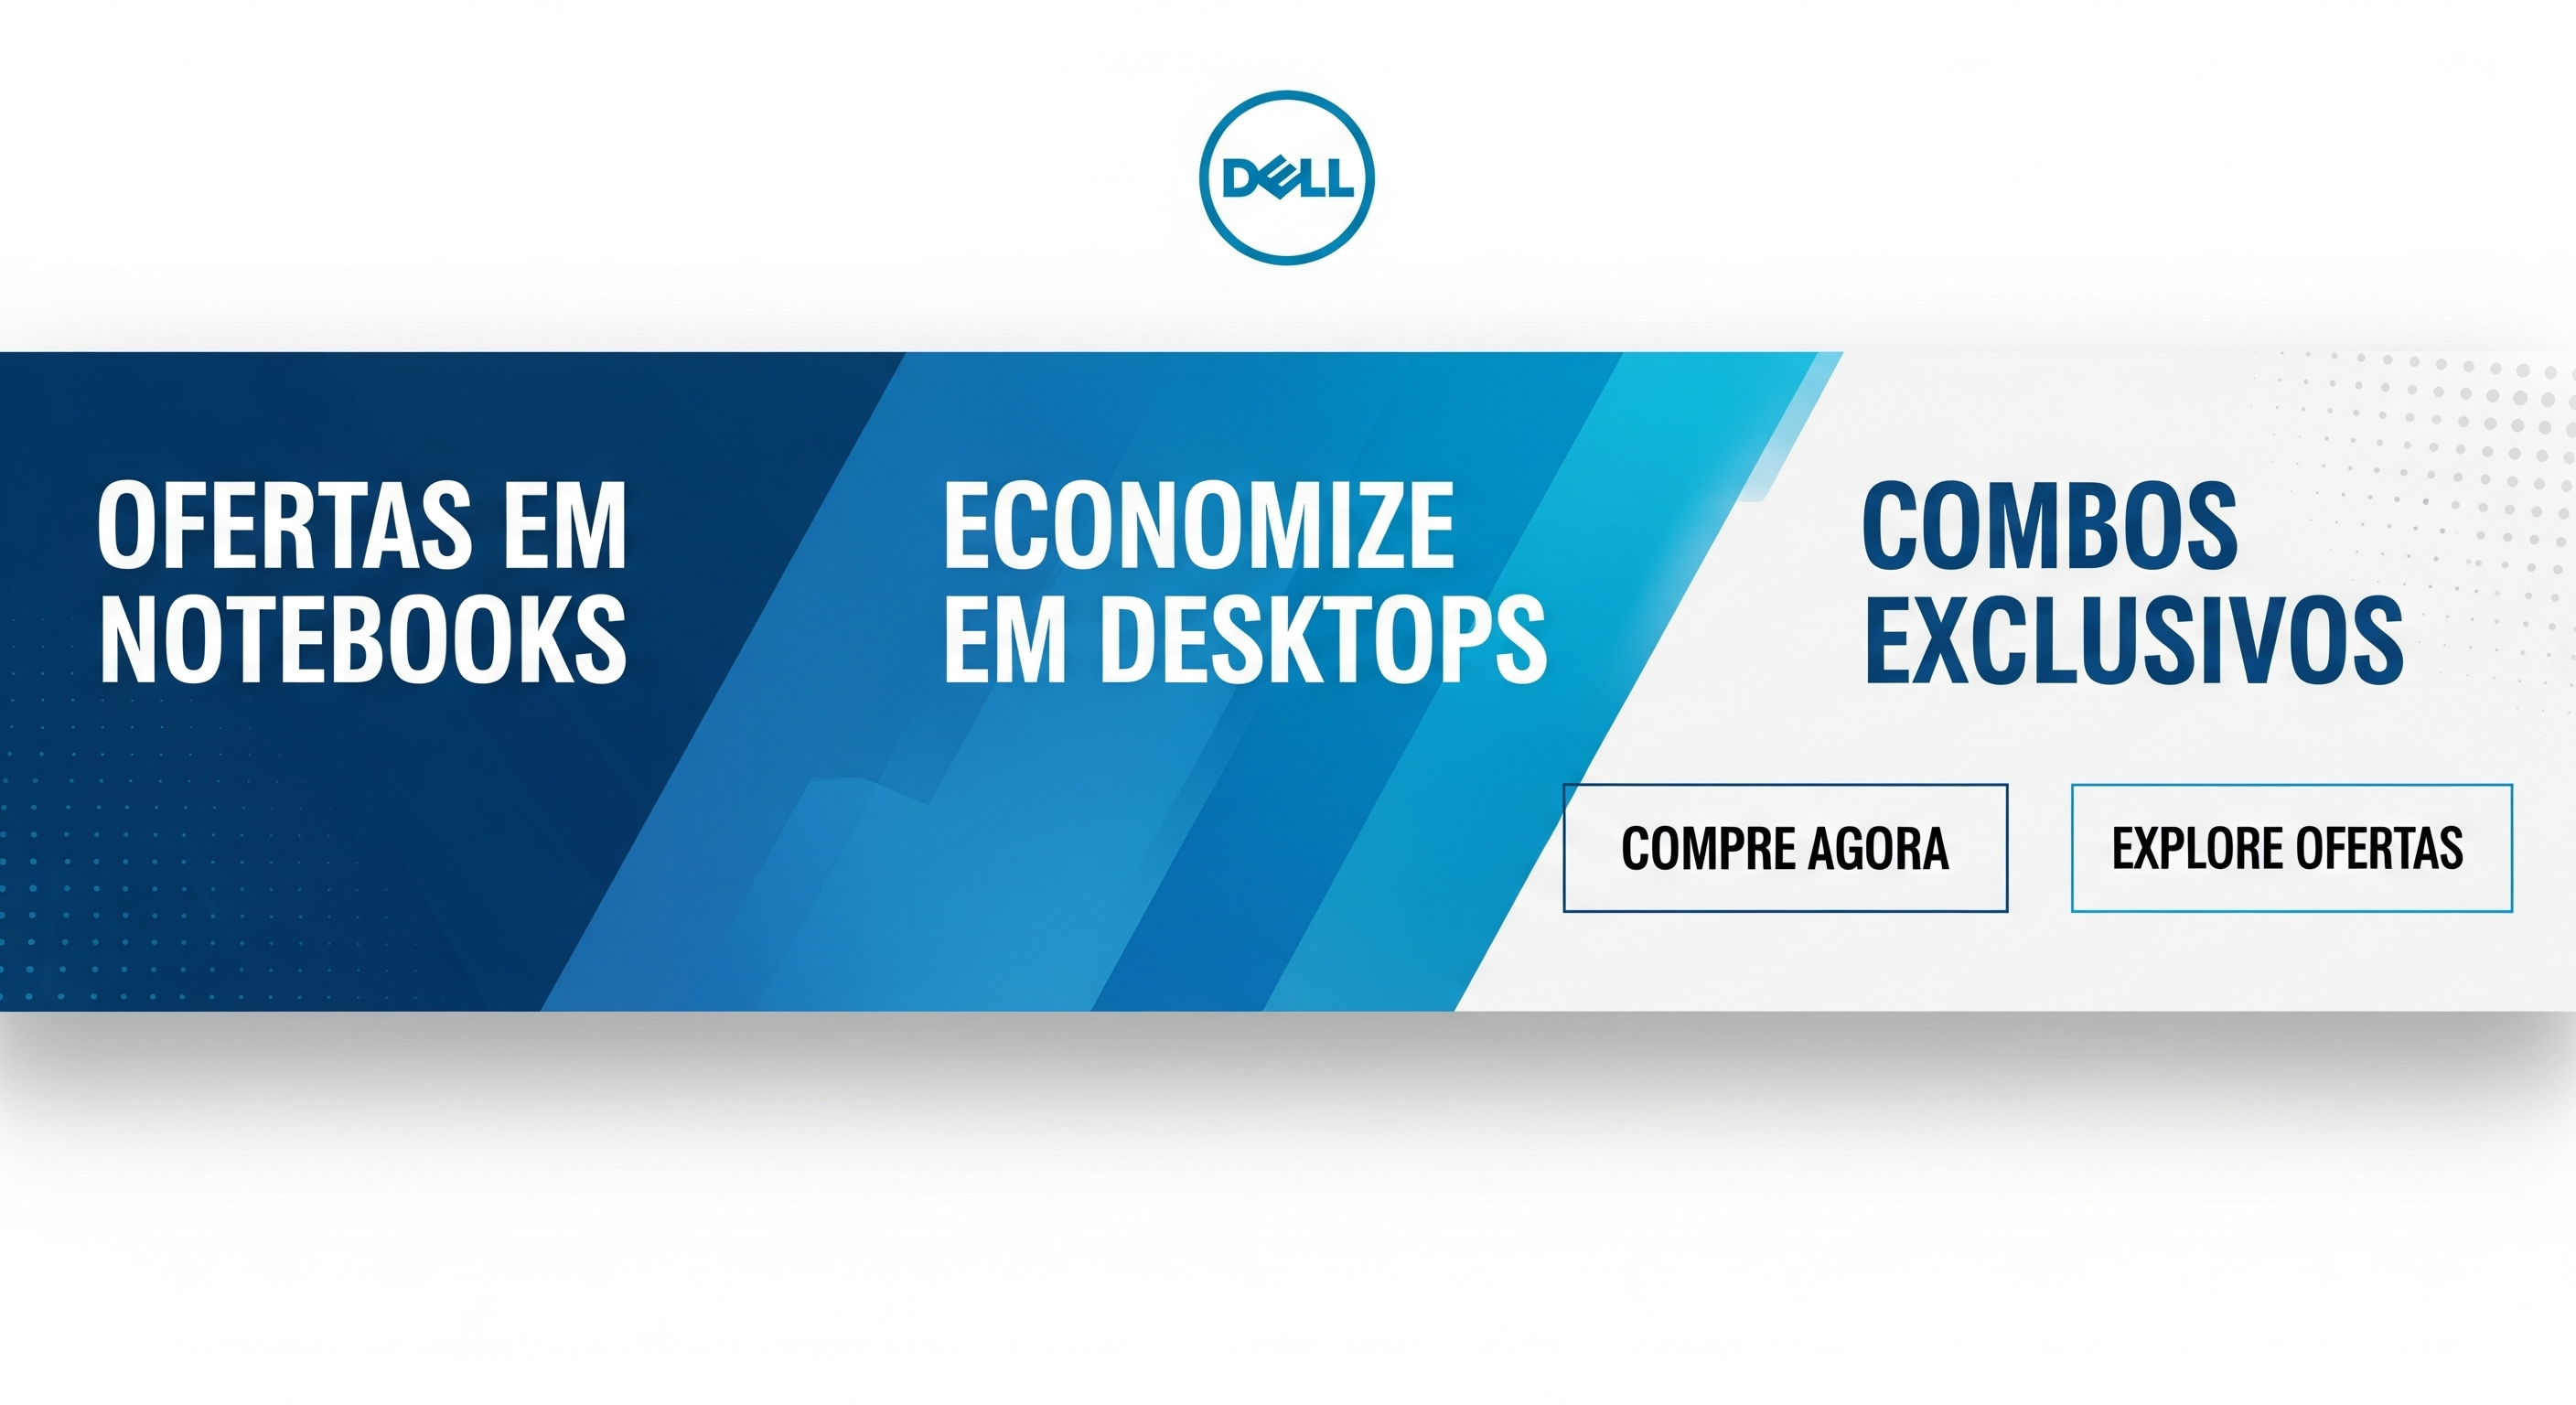 DELL
OFERTAS EM
NOTEBOOKS
ECONOMIZE
EM DESKTOPS
COMBOS
EXCLUSIVOS
COMPRE AGORA
EXPLORE OFERTAS